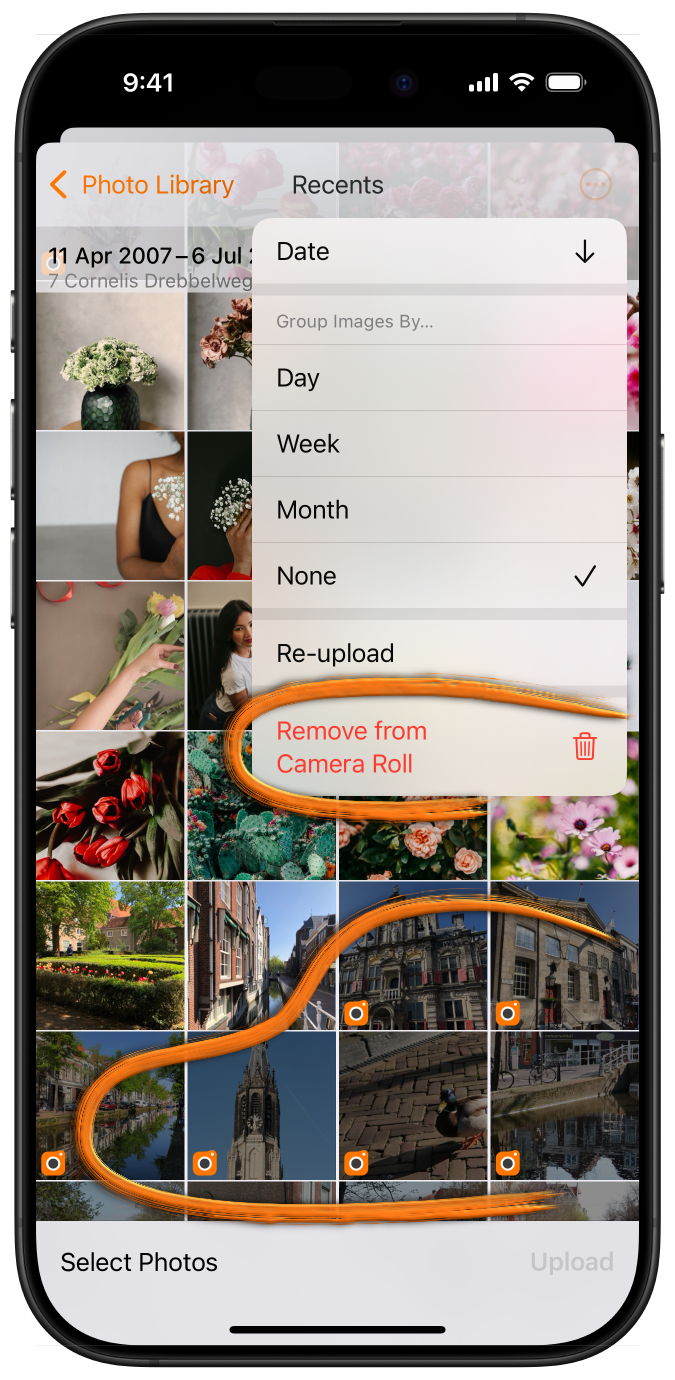 9:41
Photo Library
Recents
11 Apr 2007 – 6 Jul
7 Cornelis Drebbelweg
Date
Group Images By...
Day
Week
Month
None
Re-upload
Remove from
Camera Roll
Select Photos
Upload